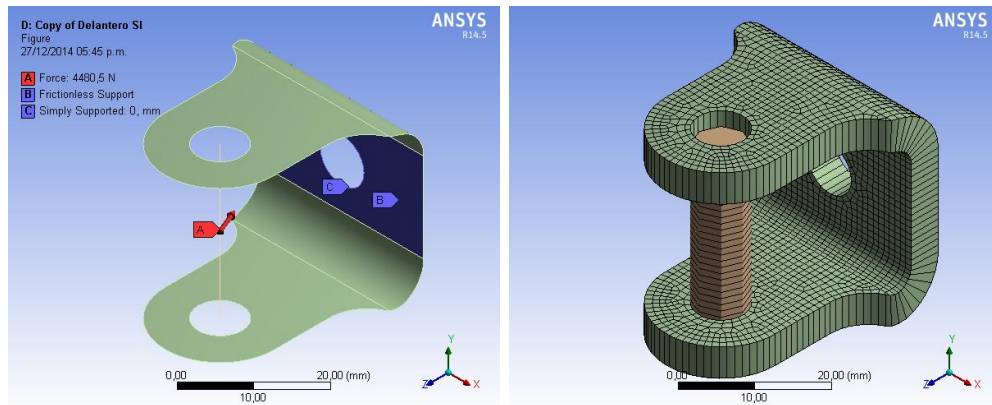 D: Copy of Delantero SI
Figure
27/12/2014 05:45 p.m.
A Force: 4480,5 N
B Frictionless Support
C Simply Supported: 0, mm
ANSYS
R14.5
C
B
A
0,00 20,00 (mm)
10,00
Y
Z X
ANSYS
R14.5
0,00 20,00 (mm)
10,00
Y
Z X